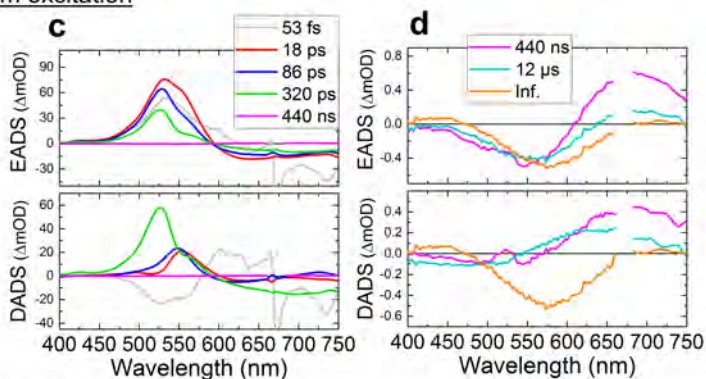 m excitation
c
53 fs
18 ps
86 ps
320 ps
440 ns
EADS (ΔmOD)
90
60
30
0
-30
DADS (ΔmOD)
60
40
20
0
-20
-40
400 450 500 550 600 650 700 750
Wavelength (nm)
d
440 ns
12 µs
Inf.
EADS (ΔmOD)
0.8
0.4
0.0
-0.4
DADS (ΔmOD)
0.4
0.2
0.0
-0.2
-0.4
-0.6
400 450 500 550 600 650 700 750
Wavelength (nm)